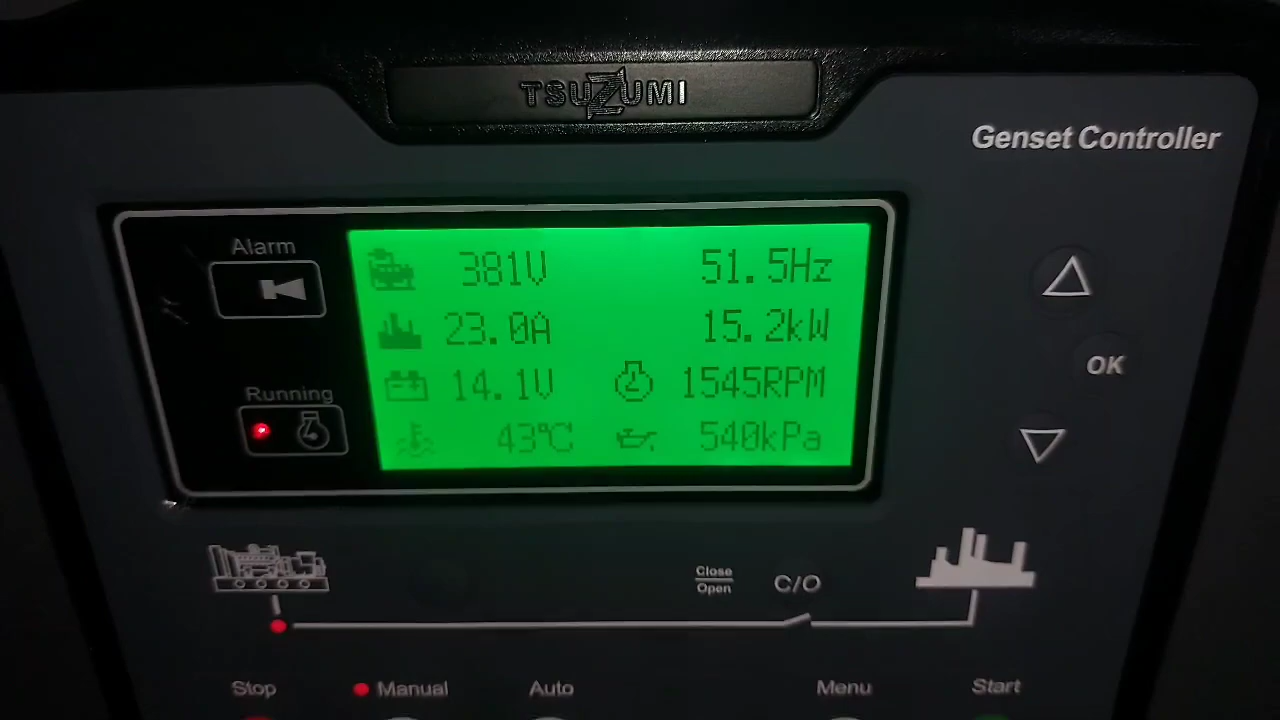 TSUZUMI
Genset Controller
Alarm
381V 51.5Hz
23.0A 15.2kW
14.1V 1545RPM
43°C 540kPa
Running
OK
Close
Open
C/O
Stop Manual Auto Menu Start